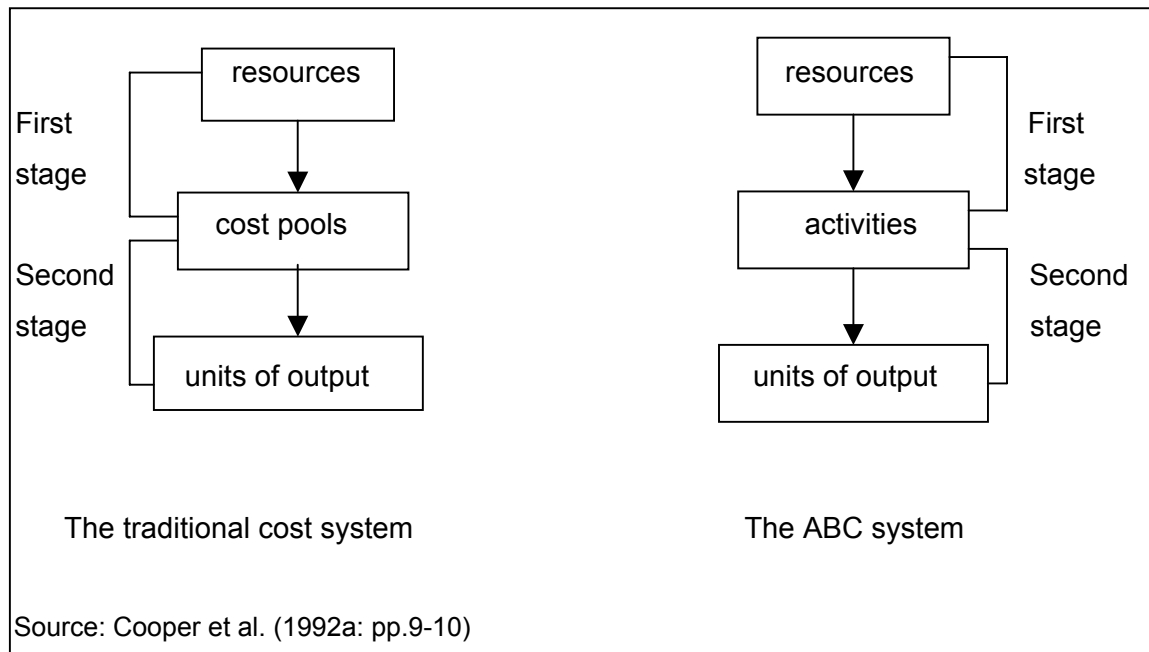 resources
First
stage
cost pools
Second
stage
units of output
The traditional cost system
resources
First
stage
activities
Second
stage
units of output
The ABC system
Source: Cooper et al. (1992a: pp.9-10)